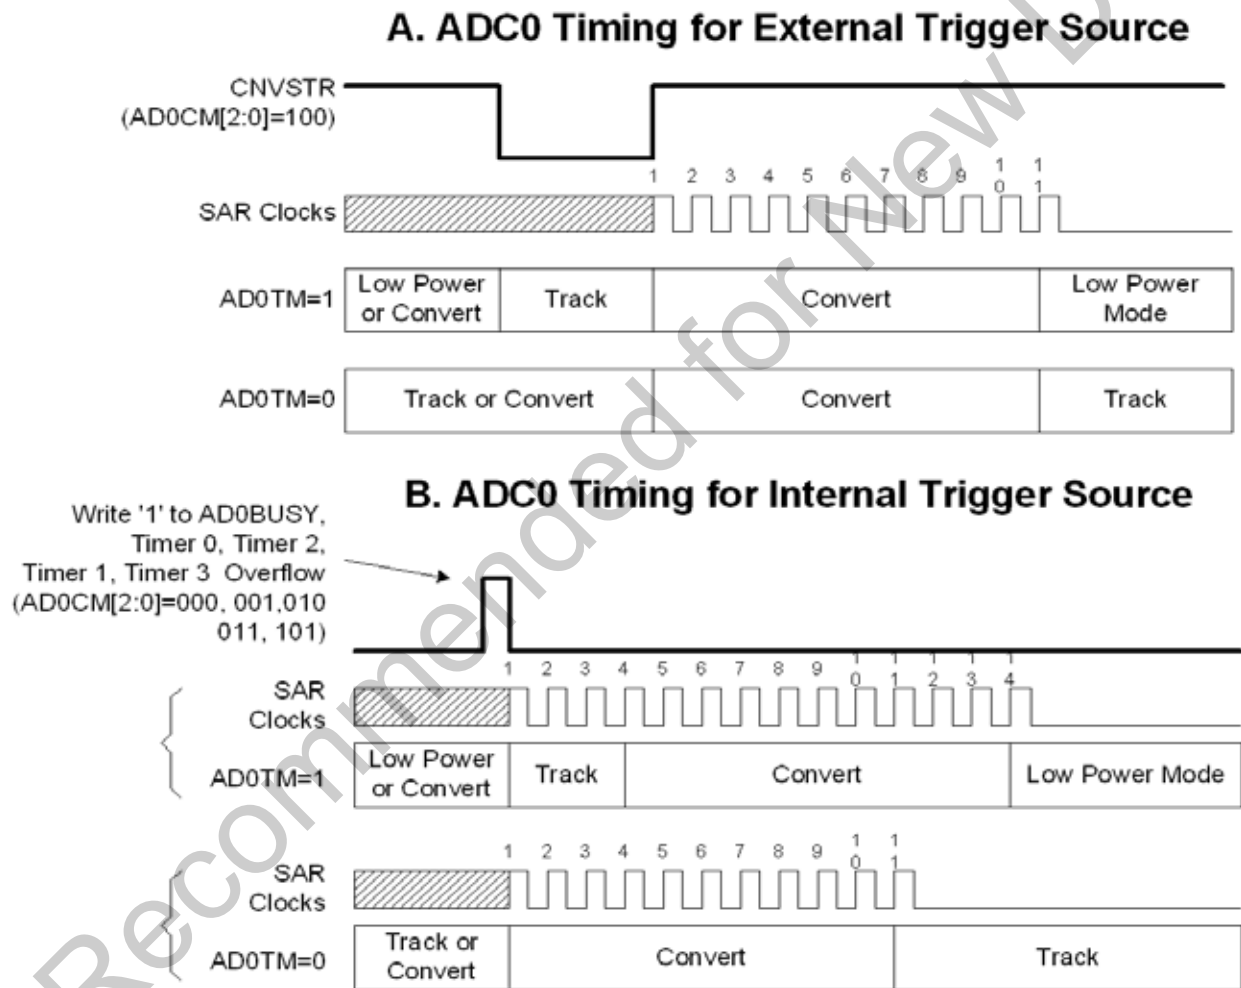 A. ADC0 Timing for External Trigger Source
CNVSTR
(AD0CM[2:0]=100)
1 2 3 4 5 6 7 8 9 10 11
SAR Clocks
AD0TM=1
Low Power
or Convert
Track
Convert
Low Power
Mode
AD0TM=0
Track or Convert
Convert
Track
B. ADC0 Timing for Internal Trigger Source
Write '1' to AD0BUSY,
Timer 0, Timer 2,
Timer 1, Timer 3 Overflow
(AD0CM[2:0]=000, 001,010
011, 101)
1 2 3 4 5 6 7 8 9 10 11 12 13 14
SAR
Clocks
AD0TM=1
Low Power
or Convert
Track
Convert
Low Power Mode
1 2 3 4 5 6 7 8 9 10 11
SAR
Clocks
AD0TM=0
Track or
Convert
Convert
Track
Recommended for New D